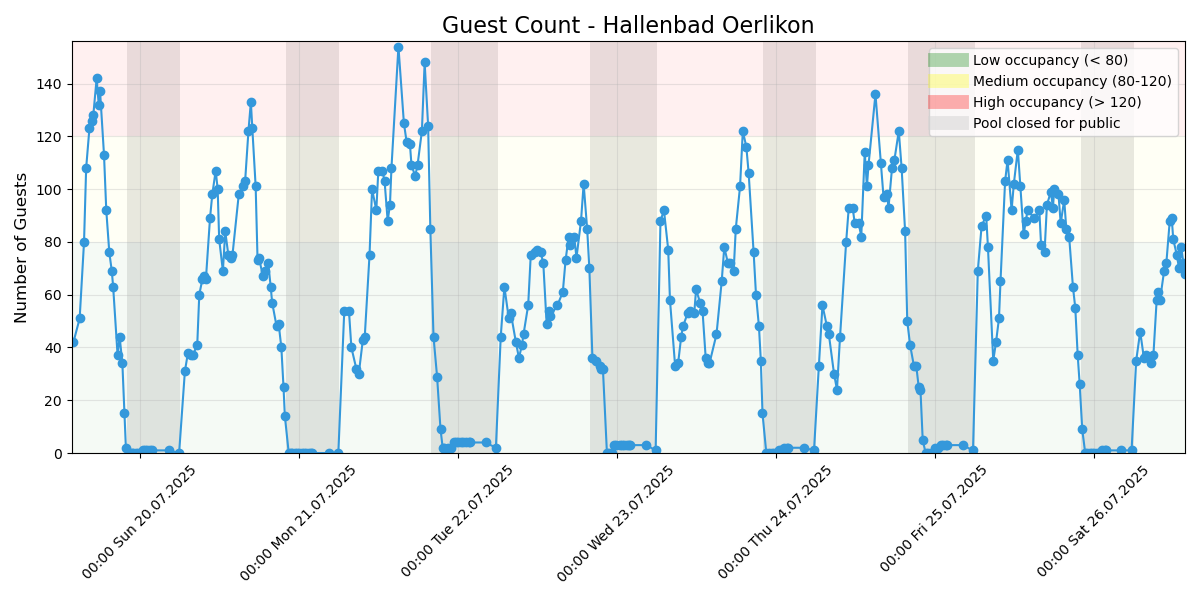 Guest Count - Hallenbad Oerlikon
Low occupancy (< 80)
Medium occupancy (80-120)
High occupancy (> 120)
Pool closed for public
Number of Guests
140
120
100
80
60
40
20
0
00:00 Sun 20.07.2025
00:00 Mon 21.07.2025
00:00 Tue 22.07.2025
00:00 Wed 23.07.2025
00:00 Thu 24.07.2025
00:00 Fri 25.07.2025
00:00 Sat 26.07.2025